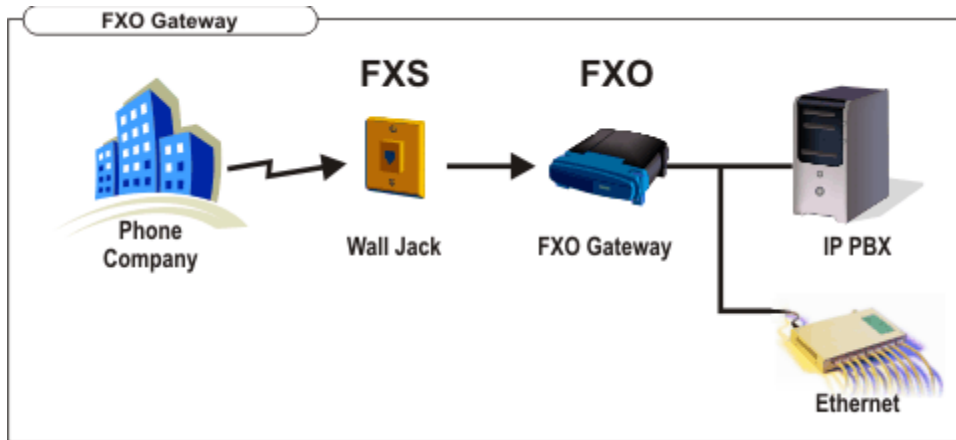 FXO Gateway
FXS
FXO
Phone
Company
Wall Jack
FXO Gateway
IP PBX
Ethernet